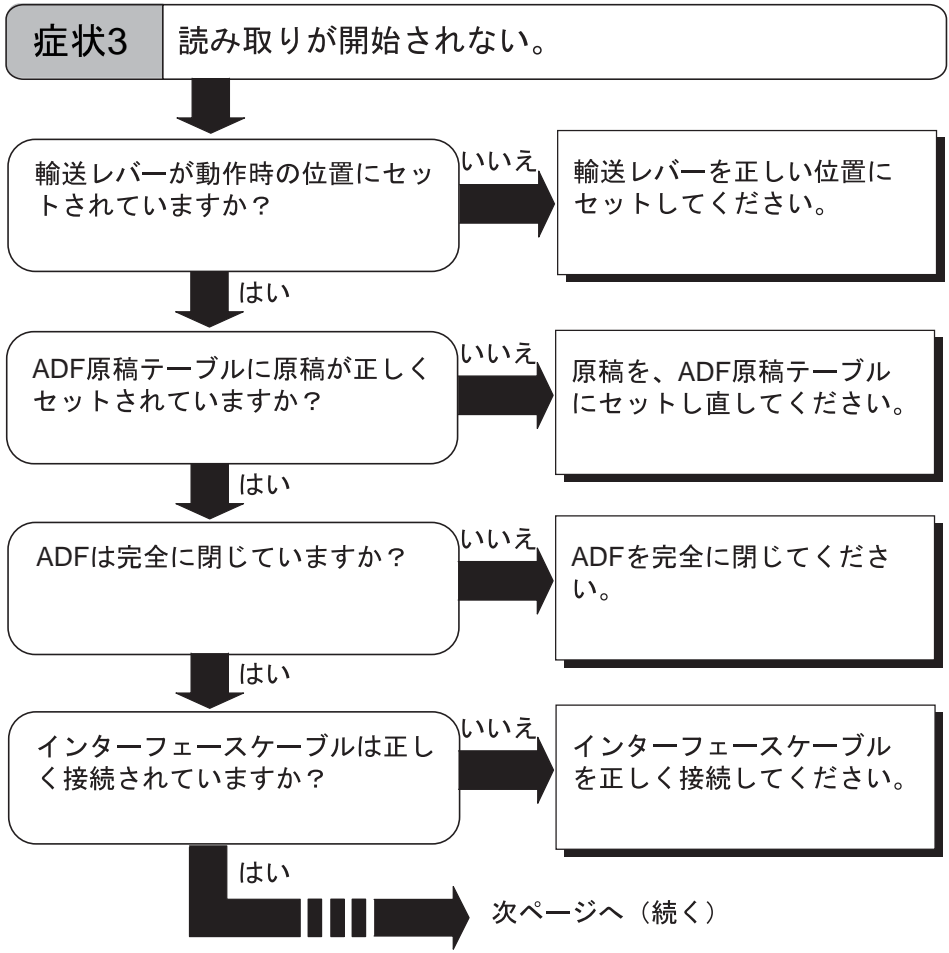 症状3
読み取りが開始されない。
輸送レバーが動作時の位置にセッ
トされていますか？
いいえ
輸送レバーを正しい位置に
セットしてください。
はい
ADF原稿テーブルに原稿が正しく
セットされていますか？
いいえ
原稿を、ADF原稿テーブル
にセットし直してください。
はい
ADFは完全に閉じていますか？
いいえ
ADFを完全に閉じてくださ
い。
はい
インターフェースケーブルは正し
く接続されていますか？
いいえ
インターフェースケーブル
を正しく接続してください。
はい
次ページへ（続く）